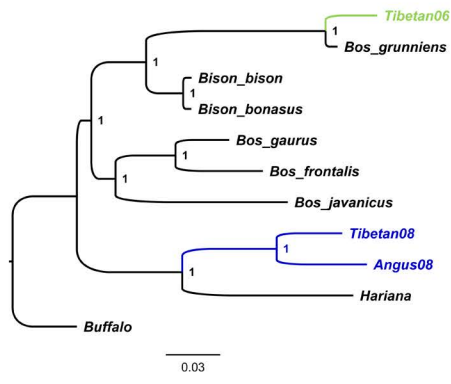 Tibetan06
1
Bos_grunniens
1
Bison_bison
1
Bison_bonasus
1
Bos_gaurus
1
Bos_frontalis
1
Bos_javanicus
Tibetan08
1
Angus08
1
Hariana
Buffalo
0.03